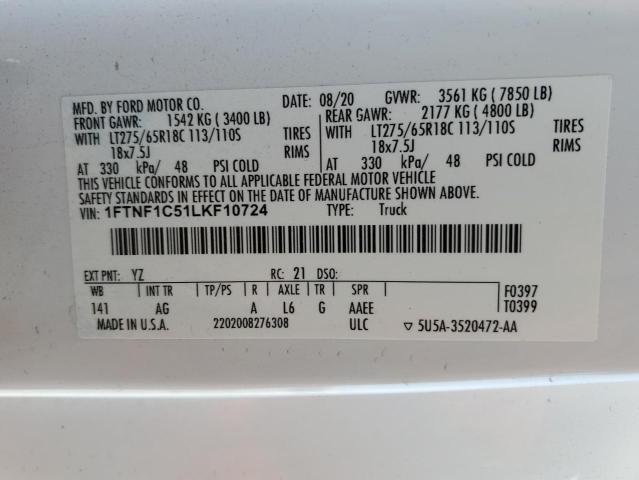 MFD. BY FORD MOTOR CO. DATE: 08/20 GVWR: 3561 KG ( 7850 LB)
FRONT GAWR: 1542 KG ( 3400 LB) REAR GAWR: 2177 KG ( 4800 LB)
WITH LT275/65R18C 113/110S TIRES WITH LT275/65R18C 113/110S TIRES
18x7.5J RIMS 18x7.5J RIMS
AT 330 kPa/ 48 PSI COLD AT 330 kPa/ 48 PSI COLD
THIS VEHICLE CONFORMS TO ALL APPLICABLE FEDERAL MOTOR VEHICLE
SAFETY STANDARDS IN EFFECT ON THE DATE OF MANUFACTURE SHOWN ABOVE.
VIN: 1FTNF1C51LKF10724 TYPE: Truck
EXT PNT: YZ RC: 21 DSO:
WB INT TR TP/PS R AXLE TR SPR F0397
141 AG A L6 G AAEE T0399
MADE IN U.S.A. 2202008276308 ULC ▽ 5U5A-3520472-AA